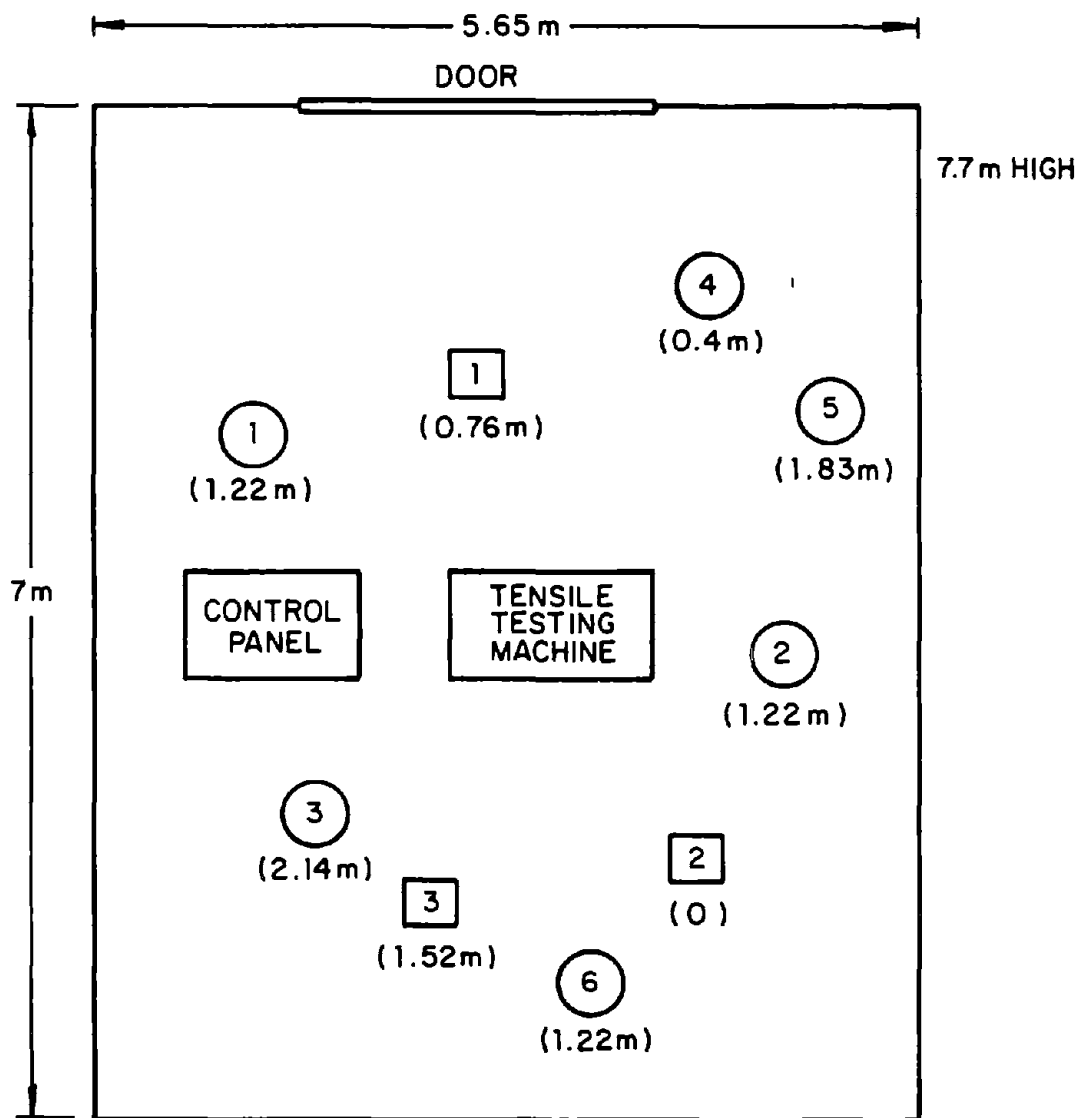 5.65 m
DOOR
7.7 m HIGH
4
(0.4 m)
1
(0.76 m)
5
(1.83 m)
1
(1.22 m)
7 m
CONTROL
PANEL
TENSILE
TESTING
MACHINE
2
(1.22 m)
3
(2.14 m)
2
(0)
3
(1.52 m)
6
(1.22 m)